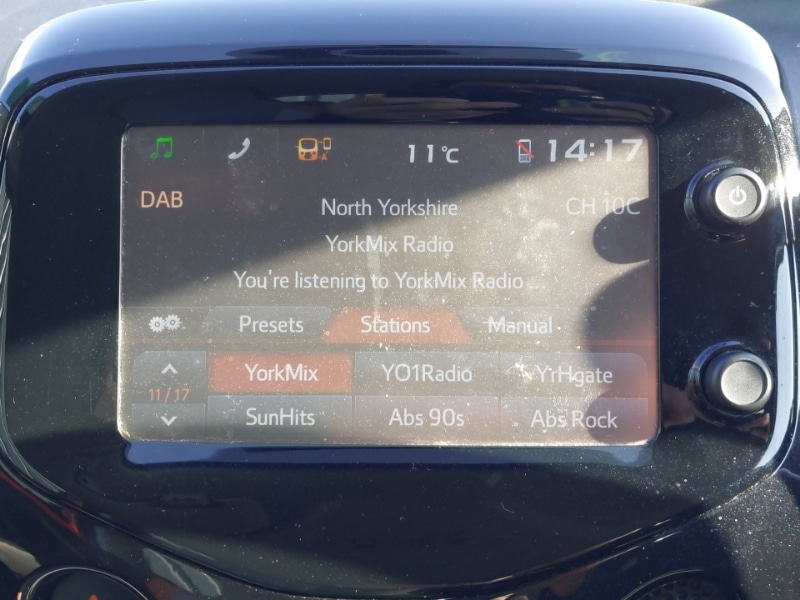 11°C 14:17
DAB
North Yorkshire CH 10C
YorkMix Radio
You're listening to YorkMix Radio ...
Presets Stations Manual
YorkMix YO1Radio YrHgate
11/17
SunHits Abs 90s Abs Rock